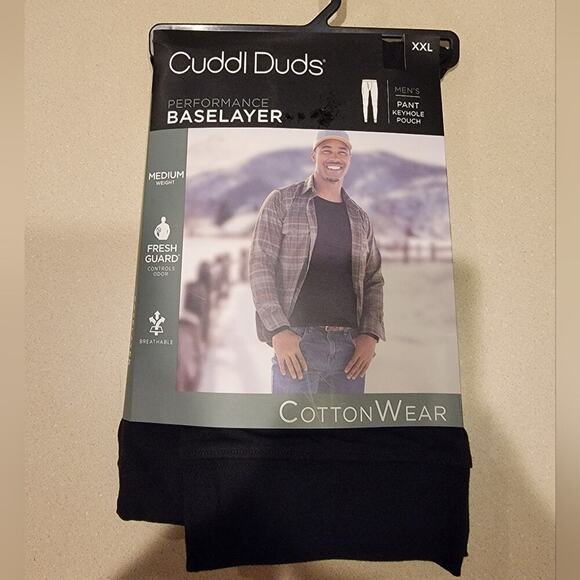 XXL
Cuddl Duds®
PERFORMANCE
BASELAYER
MEN'S
PANT
KEYHOLE
POUCH
MEDIUM
WEIGHT
FRESH
GUARD®
CONTROLS
ODOR
BREATHABLE
COTTONWEAR